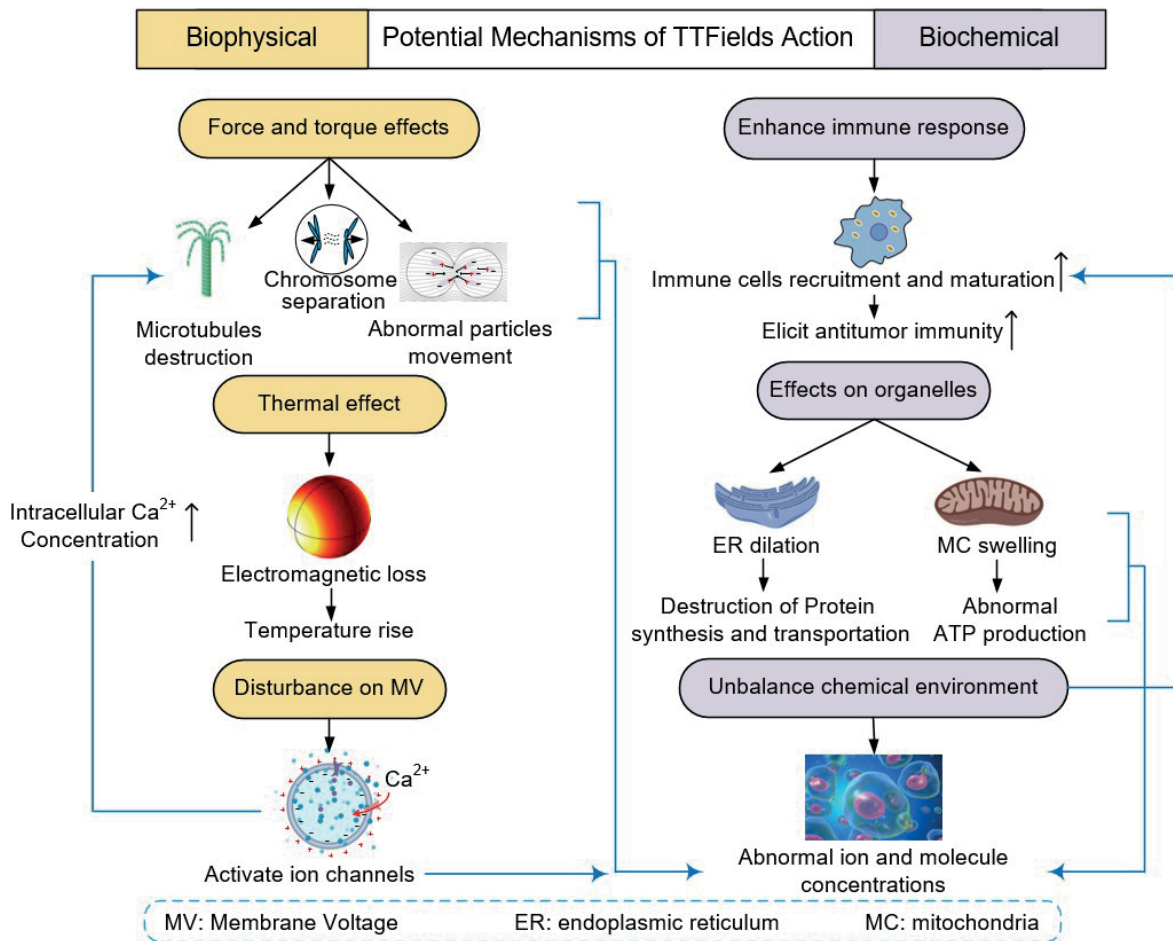 Biophysical
Potential Mechanisms of TTFields Action
Biochemical
Force and torque effects
Chromosome
separation
Microtubules
destruction
Abnormal particles
movement
Thermal effect
Electromagnetic loss
Temperature rise
Intracellular Ca²⁺
Concentration
Disturbance on MV
Ca²⁺
Activate ion channels
Enhance immune response
Immune cells recruitment and maturation
Elicit antitumor immunity
Effects on organelles
ER dilation
MC swelling
Destruction of Protein
synthesis and transportation
Abnormal
ATP production
Unbalance chemical environment
Abnormal ion and molecule
concentrations
MV: Membrane Voltage
ER: endoplasmic reticulum
MC: mitochondria